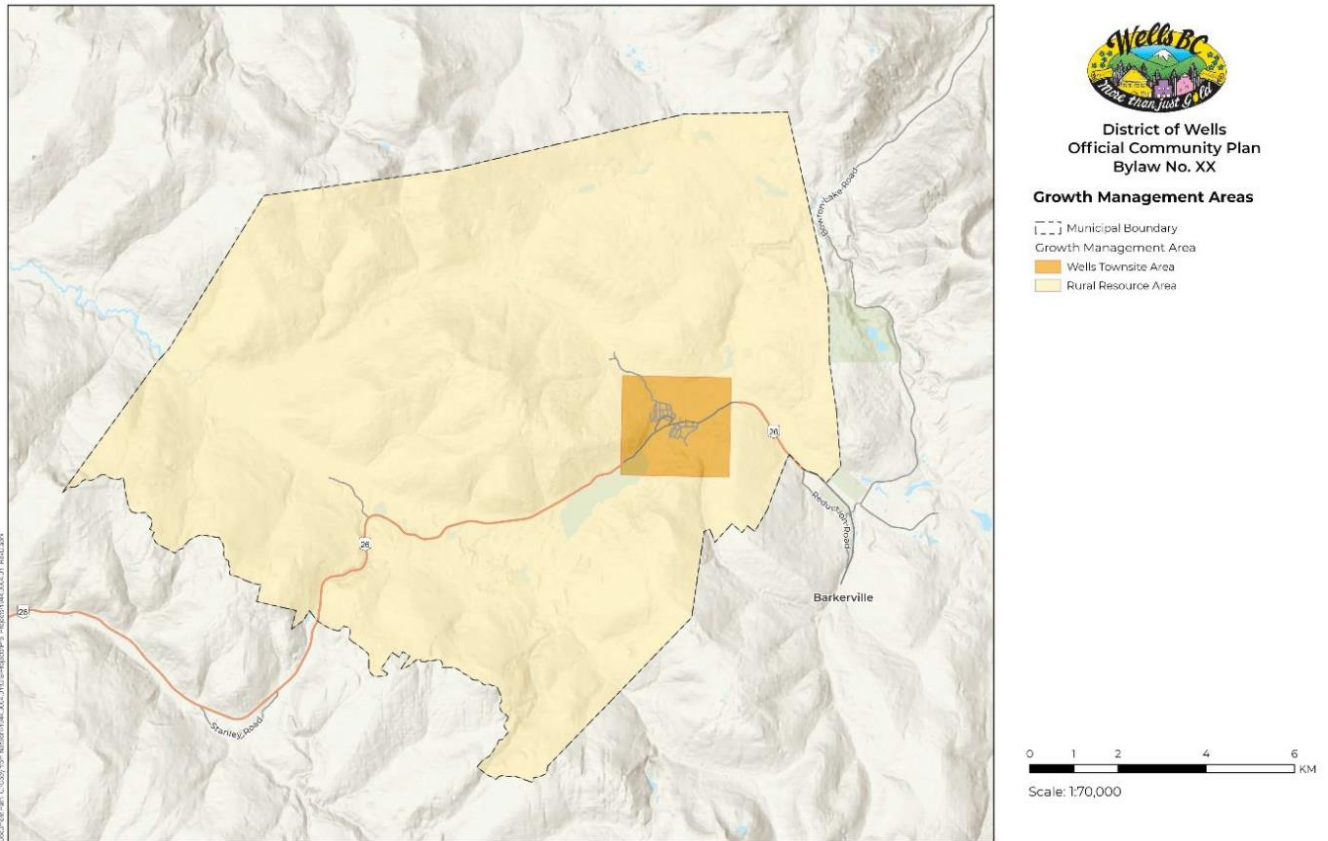 Wells BC
More than just Gold
District of Wells
Official Community Plan
Bylaw No. XX
Growth Management Areas
Municipal Boundary
Growth Management Area
Wells Townsite Area
Rural Resource Area
Bowron-Lake-Road
26
Reduction-Road
Barkerville
26
26
Stanley Road
0 1 2 4 6
KM
Scale: 1:70,000